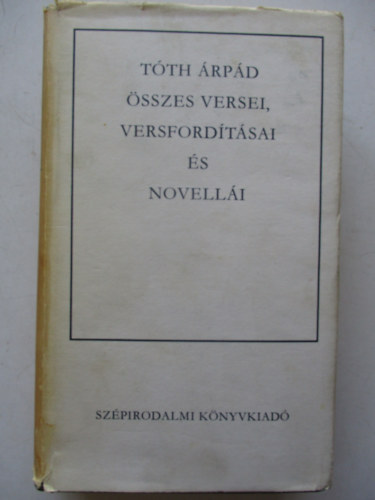 TÓTH ÁRPÁD
ÖSSZES VERSEI,
VERSFORDÍTÁSAI
ÉS
NOVELLÁI
SZÉPIRODALMI KÖNYVKIADÓ